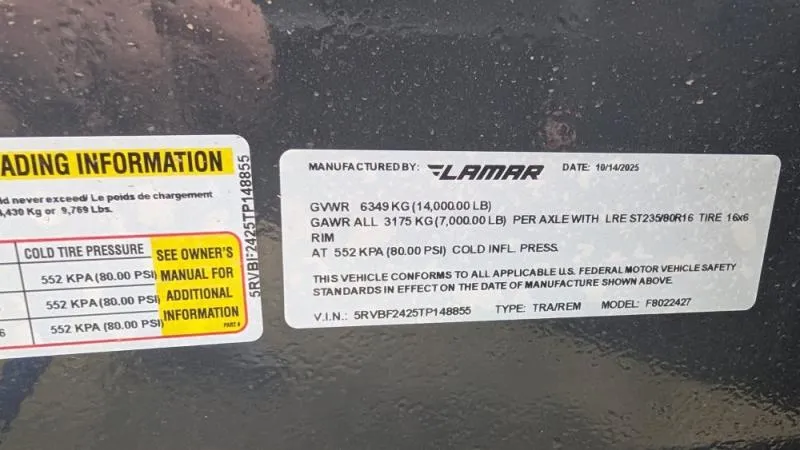 ADING INFORMATION
ld never exceed/ Le poids de chargement
4,430 Kg or 9,769 Lbs.
COLD TIRE PRESSURE
552 KPA (80.00 PSI)
552 KPA (80.00 PSI)
6 552 KPA (80.00 PSI)
SEE OWNER'S
MANUAL FOR
ADDITIONAL
INFORMATION
PART #
5RVBF2425TP148855
MANUFACTURED BY: LAMAR DATE: 10/14/2025
GVWR 6349 KG (14,000.00 LB)
GAWR ALL 3175 KG (7,000.00 LB) PER AXLE WITH LRE ST235/80R16 TIRE 16x6
RIM
AT 552 KPA (80.00 PSI) COLD INFL. PRESS.
THIS VEHICLE CONFORMS TO ALL APPLICABLE U.S. FEDERAL MOTOR VEHICLE SAFETY
STANDARDS IN EFFECT ON THE DATE OF MANUFACTURE SHOWN ABOVE.
V.I.N.: 5RVBF2425TP148855 TYPE: TRA/REM MODEL: F8022427